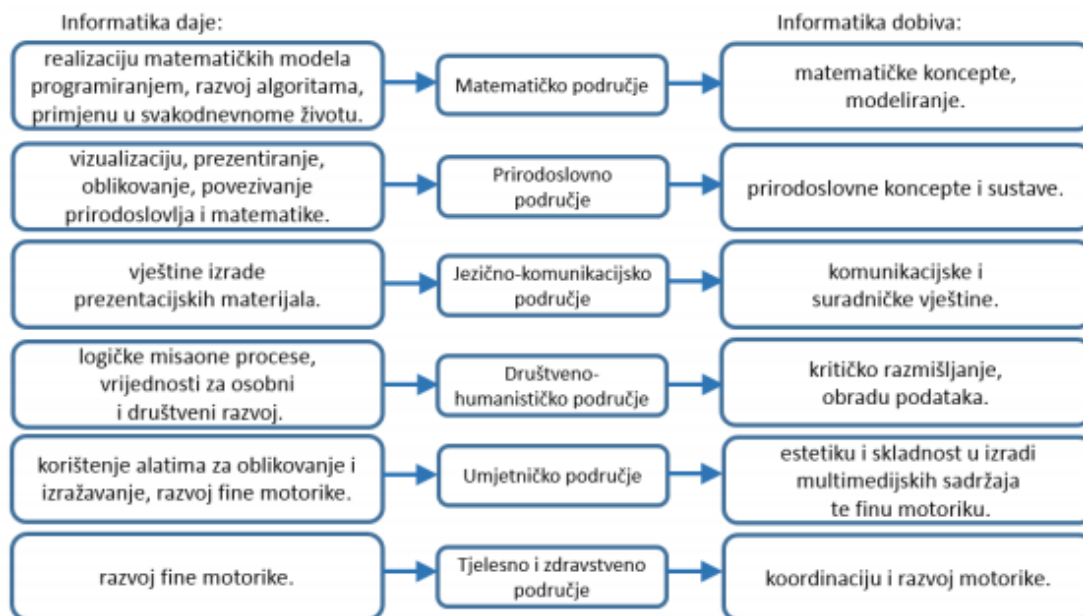 Informatika daje:
Informatika dobiva:
realizaciju matematičkih modela
programiranjem, razvoj algoritama,
primjenu u svakodnevnome životu.
Matematičko područje
matematičke koncepte,
modeliranje.
vizualizaciju, prezentiranje,
oblikovanje, povezivanje
prirodoslovlja i matematike.
Prirodoslovno
područje
prirodoslovne koncepte i sustave.
vještine izrade
prezentacijskih materijala.
Jezično-komunikacijsko
područje
komunikacijske i
suradničke vještine.
logičke misaone procese,
vrijednosti za osobni
i društveni razvoj.
Društveno-
humanističko područje
kritičko razmišljanje,
obradu podataka.
korištenje alatima za oblikovanje i
izražavanje, razvoj fine motorike.
Umjetničko područje
estetiku i skladnost u izradi
multimedijskih sadržaja
te finu motoriku.
razvoj fine motorike.
Tjelesno i zdravstveno
područje
koordinaciju i razvoj motorike.